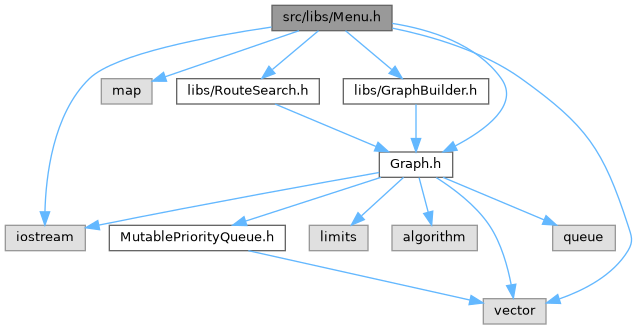 src/libs/Menu.h
map
libs/RouteSearch.h
libs/GraphBuilder.h
Graph.h
iostream
MutablePriorityQueue.h
limits
algorithm
queue
vector